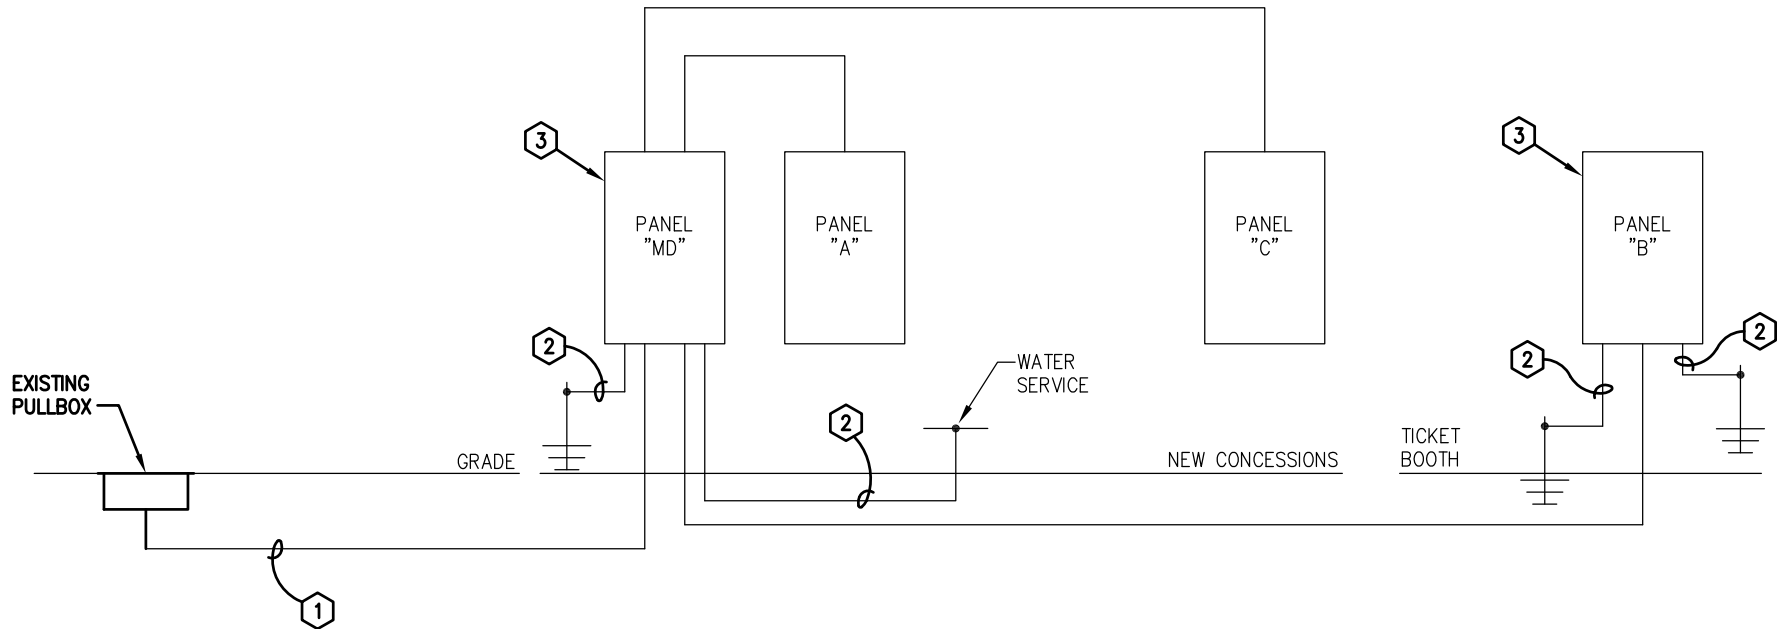 3
3
PANEL
"MD"
PANEL
"A"
PANEL
"C"
PANEL
"B"
2
2
2
WATER
SERVICE
EXISTING
PULLBOX
2
TICKET
BOOTH
GRADE
NEW CONCESSIONS
1